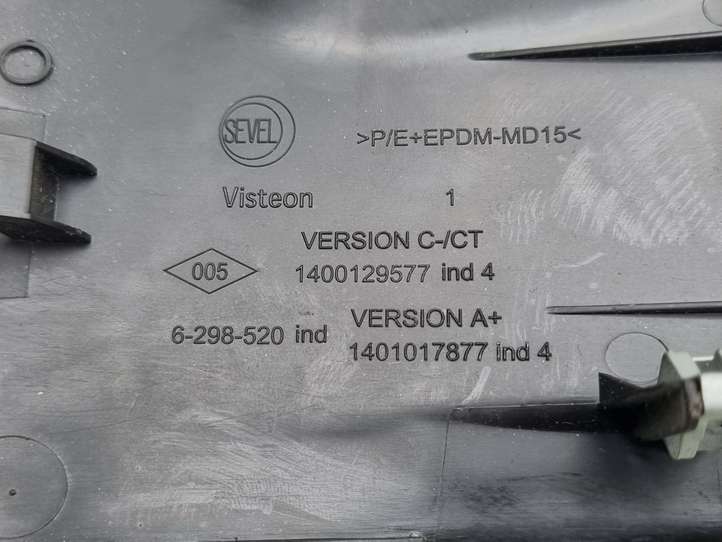 SEVEL
>P/E+EPDM-MD15<
Visteon 1
VERSION C-/CT
005 1400129577 ind 4
VERSION A+
6-298-520 ind
1401017877 ind 4